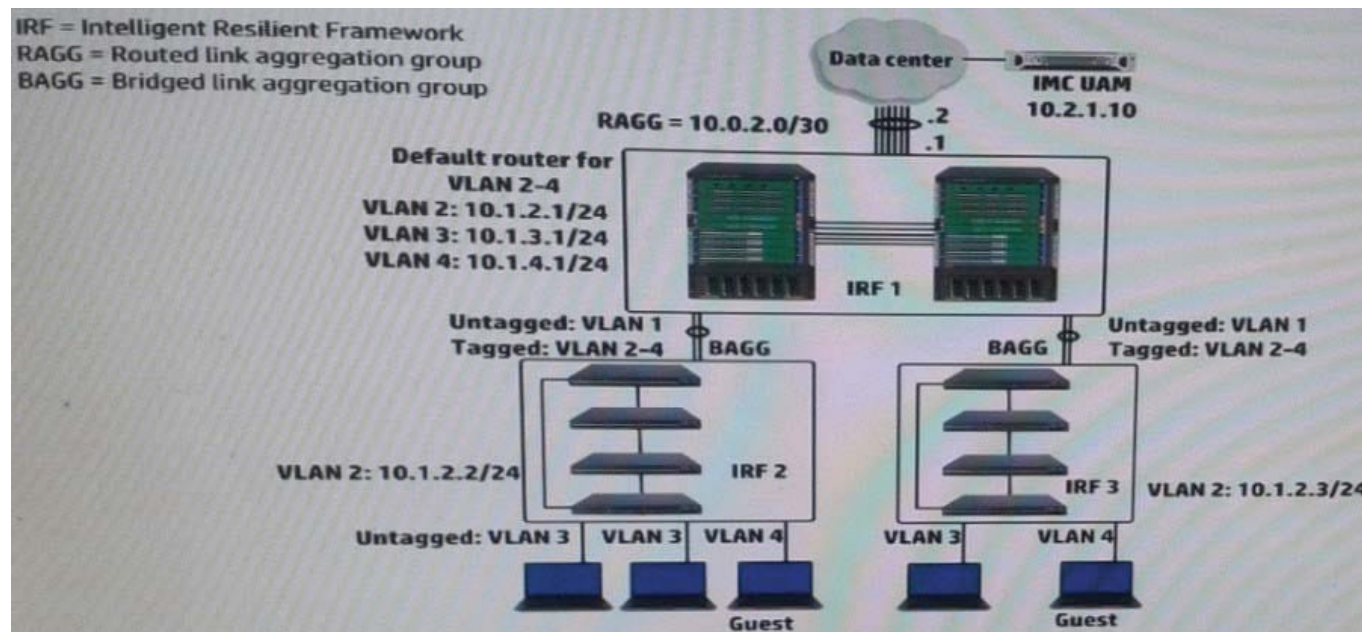 IRF = Intelligent Resilient Framework
RAGG = Routed link aggregation group
BAGG = Bridged link aggregation group
Data center
IMC UAM
10.2.1.10
RAGG = 10.0.2.0/30
.2
.1
Default router for
VLAN 2-4
VLAN 2: 10.1.2.1/24
VLAN 3: 10.1.3.1/24
VLAN 4: 10.1.4.1/24
IRF 1
Untagged: VLAN 1
Tagged: VLAN 2-4
BAGG
BAGG
Untagged: VLAN 1
Tagged: VLAN 2-4
VLAN 2: 10.1.2.2/24
IRF 2
IRF 3
VLAN 2: 10.1.2.3/24
Untagged: VLAN 3
VLAN 3
VLAN 4
VLAN 3
VLAN 4
Guest
Guest